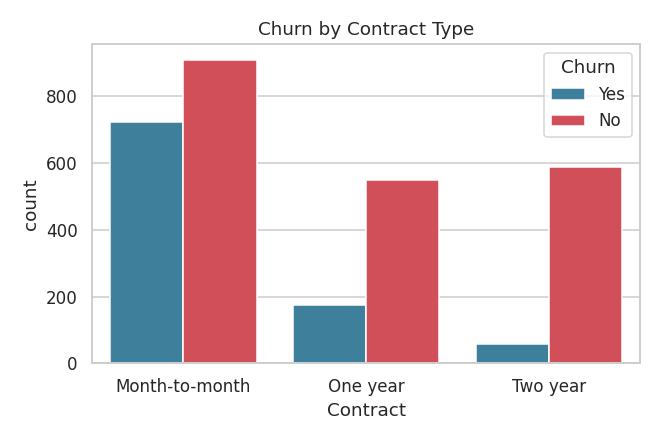 Churn by Contract Type
Churn
Yes
No
count
800
600
400
200
0
Month-to-month
One year
Two year
Contract